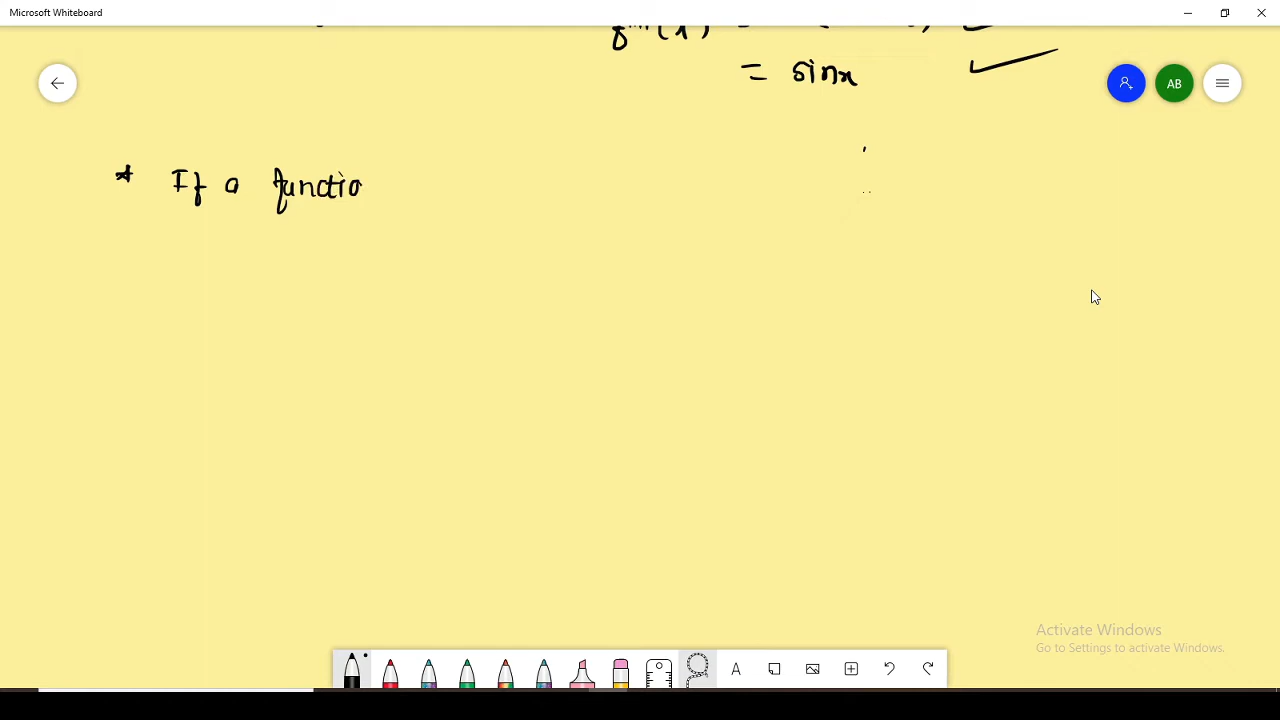 Microsoft Whiteboard
= sinx
AB
* If a functio
Activate Windows
Go to Settings to activate Windows.
A